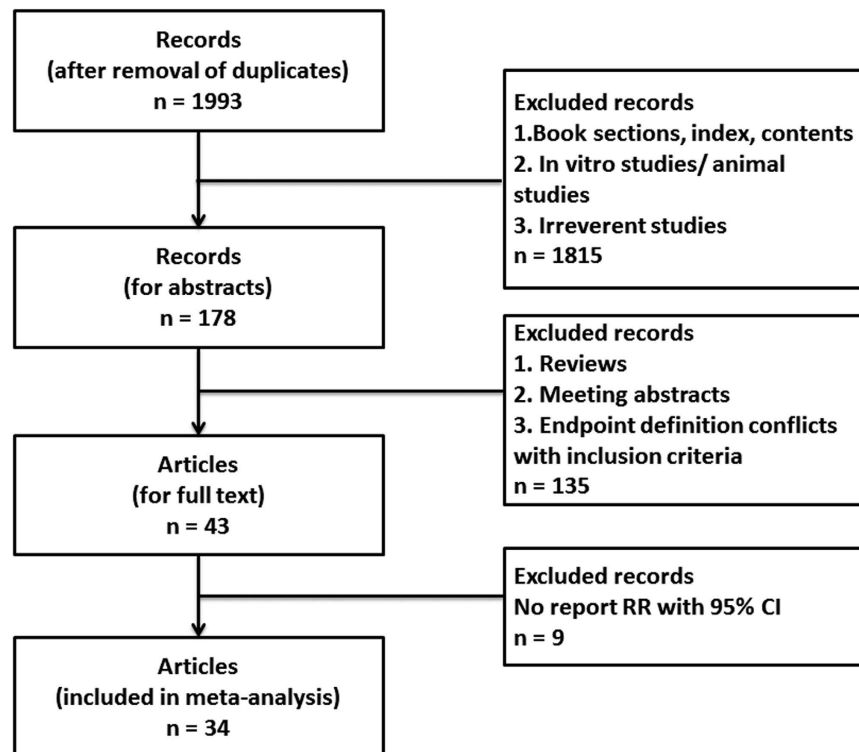 Records
(after removal of duplicates)
n = 1993
Excluded records
1.Book sections, index, contents
2. In vitro studies/ animal
studies
3. Irreverent studies
n = 1815
Records
(for abstracts)
n = 178
Excluded records
1. Reviews
2. Meeting abstracts
3. Endpoint definition conflicts
with inclusion criteria
n = 135
Articles
(for full text)
n = 43
Excluded records
No report RR with 95% CI
n = 9
Articles
(included in meta-analysis)
n = 34